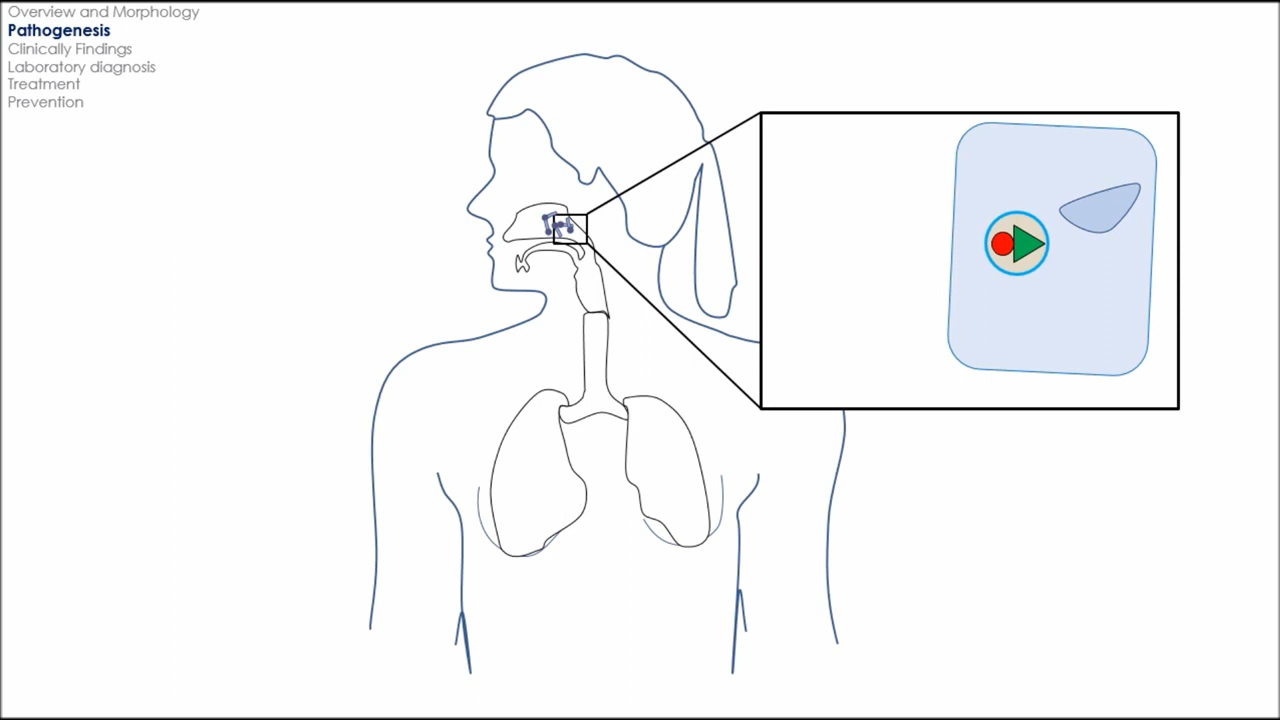 Overview and Morphology
Pathogenesis
Clinically Findings
Laboratory diagnosis
Treatment
Prevention